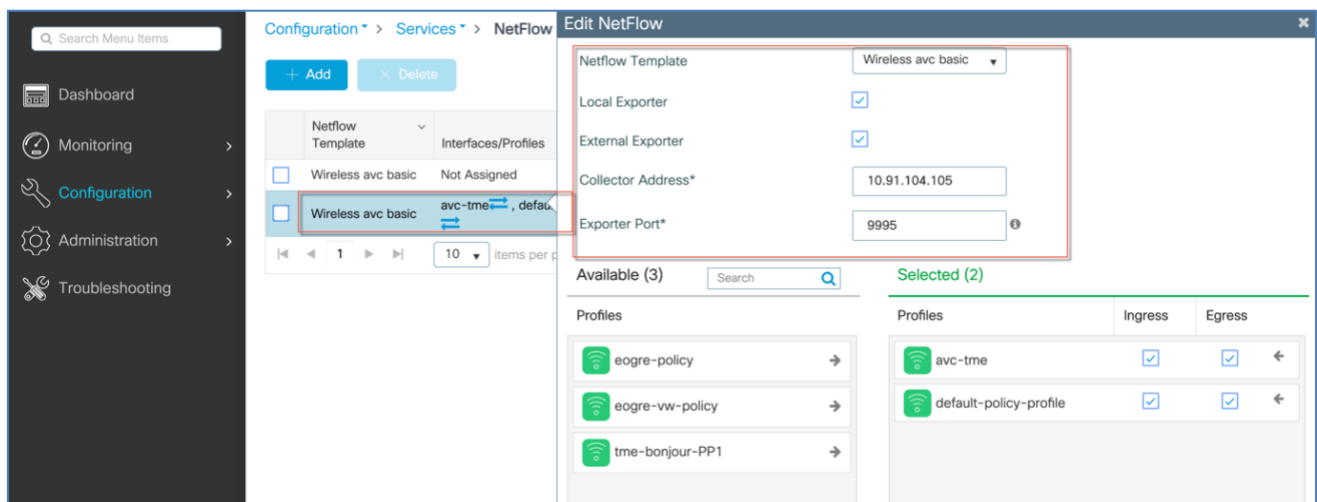 Search Menu Items
Dashboard
Monitoring
Configuration
Administration
Troubleshooting
Configuration > Services > NetFlow
+ Add
× Delete
Netflow Template
Interfaces/Profiles
Wireless avc basic
Not Assigned
Wireless avc basic
avc-tme , defau
1
10
items per p
Edit NetFlow
Netflow Template
Wireless avc basic
Local Exporter
External Exporter
Collector Address*
10.91.104.105
Exporter Port*
9995
Available (3)
Search
Selected (2)
Profiles
eogre-policy
eogre-vw-policy
tme-bonjour-PP1
Profiles
Ingress
Egress
avc-tme
default-policy-profile